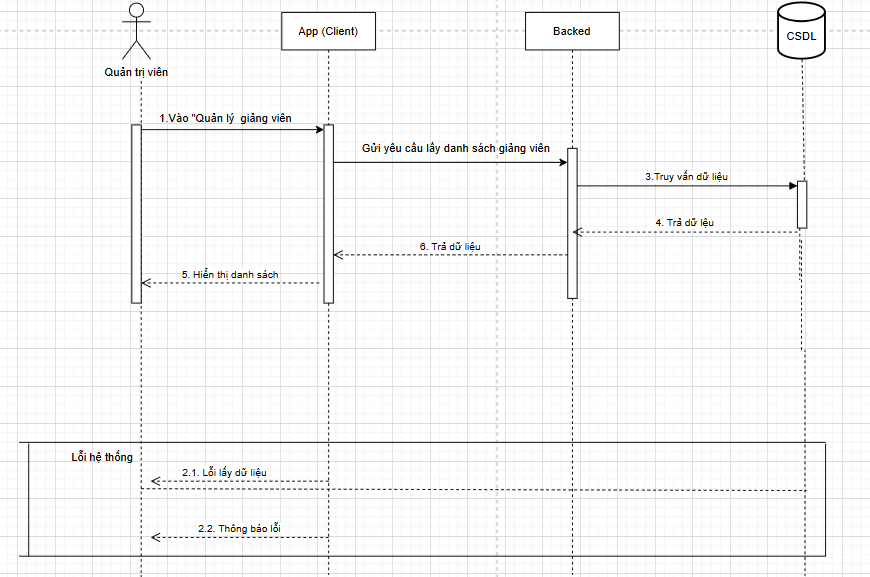 App (Client)
Backed
CSDL
Quản trị viên
1.Vào "Quản lý giảng viên
Gửi yêu cầu lấy danh sách giảng viên
3.Truy vấn dữ liệu
4. Trả dữ lệu
6. Trả dữ liệu
5. Hiển thị danh sách
Lỗi hệ thống
2.1. Lỗi lấy dữ liệu
2.2. Thông báo lỗi